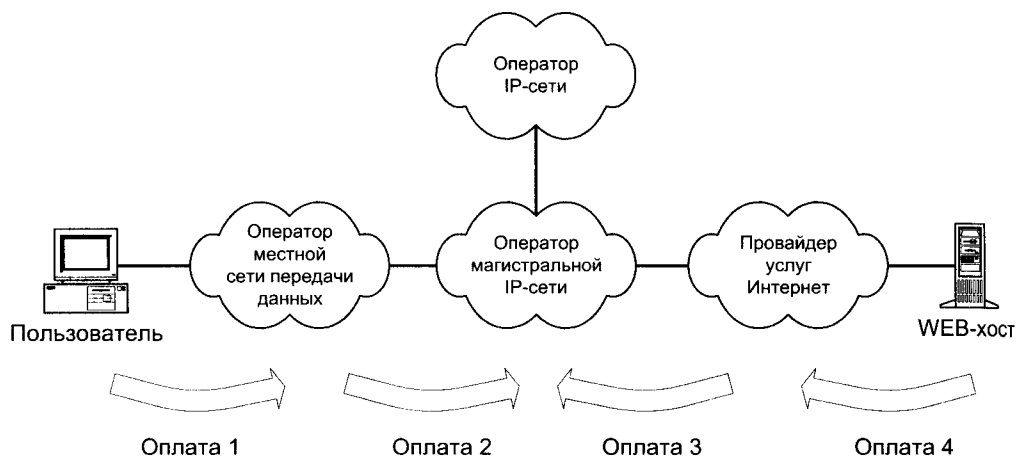 Оператор
IP-сети
Оператор
местной
сети передачи
данных
Оператор
магистральной
IP-сети
Провайдер
услуг
Интернет
Пользователь
WEB-хост
Оплата 1
Оплата 2
Оплата 3
Оплата 4